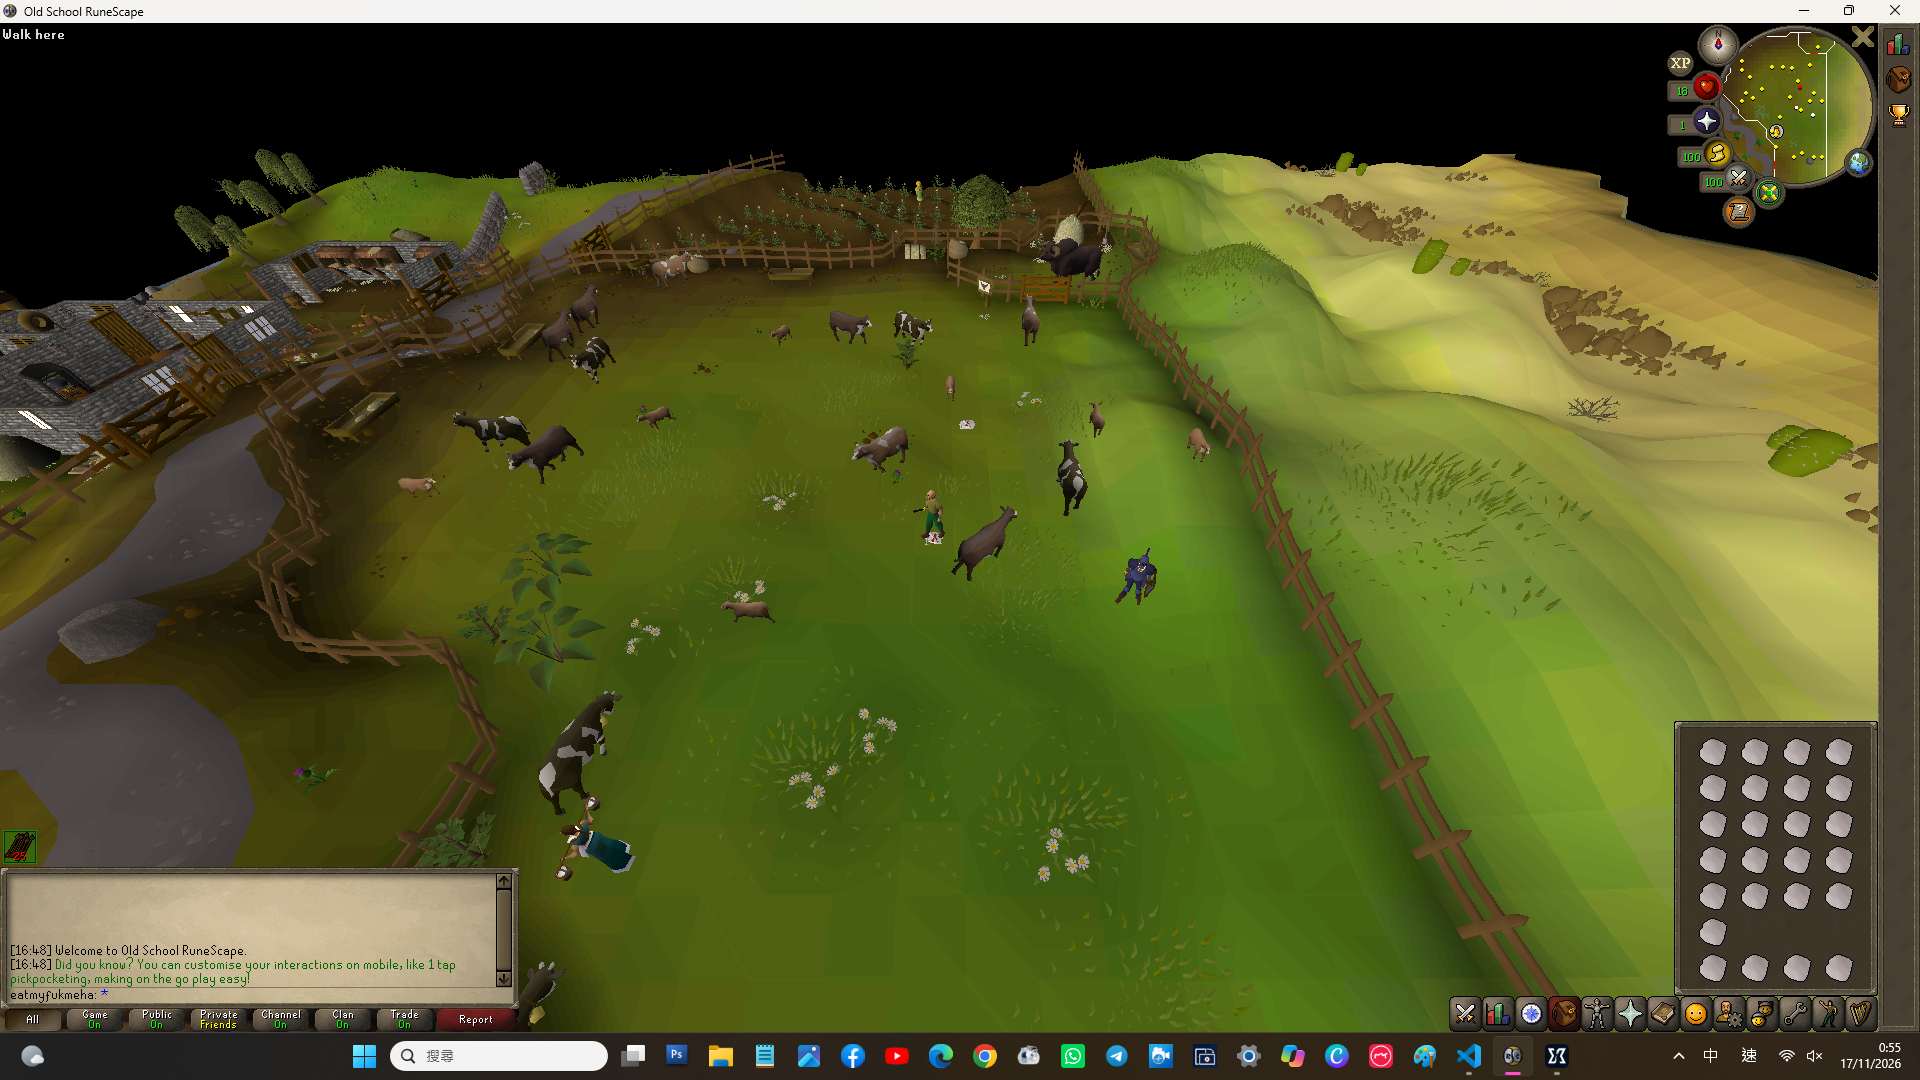 Old School RuneScape
Walk here
N
XP
18
1
100
100
23
[16:48] Welcome to Old School RuneScape.
[16:48] Did you know? You can customise your interactions on mobile, like 1 tap
pickpocketing, making on the go play easy!
eatmyfukmeha: *
All
Game
On
Public
On
Private
Friends
Channel
On
Clan
On
Trade
On
Report
Ps
搜尋
中
速
0:55
17/11/2026